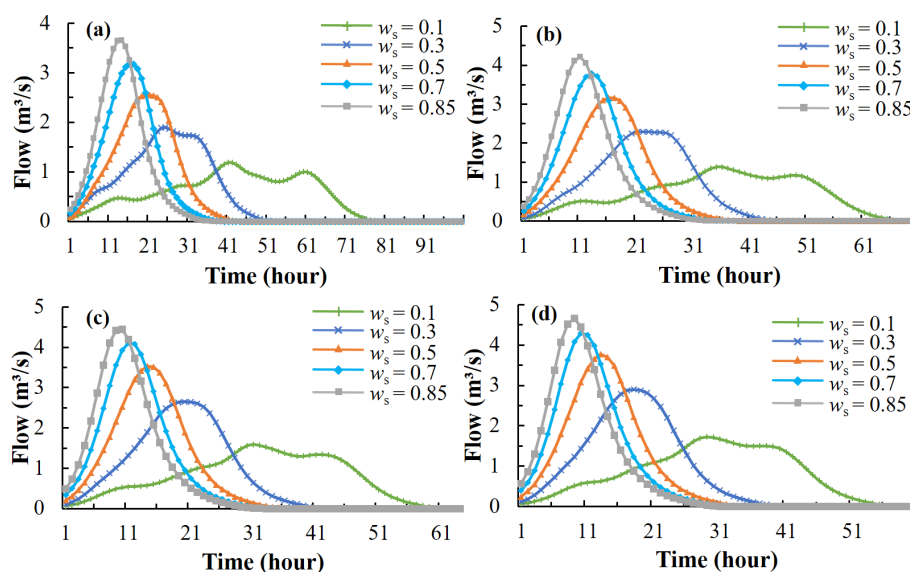 (a)
w_s = 0.1
w_s = 0.3
w_s = 0.5
w_s = 0.7
w_s = 0.85
Flow (m³/s)
4
3
2
1
0
1 11 21 31 41 51 61 71 81 91
Time (hour)
(b)
w_s = 0.1
w_s = 0.3
w_s = 0.5
w_s = 0.7
w_s = 0.85
Flow (m³/s)
5
4
3
2
1
0
1 11 21 31 41 51 61
Time (hour)
(c)
w_s = 0.1
w_s = 0.3
w_s = 0.5
w_s = 0.7
w_s = 0.85
Flow (m³/s)
5
4
3
2
1
0
1 11 21 31 41 51 61
Time (hour)
(d)
w_s = 0.1
w_s = 0.3
w_s = 0.5
w_s = 0.7
w_s = 0.85
Flow (m³/s)
5
4
3
2
1
0
1 11 21 31 41 51
Time (hour)